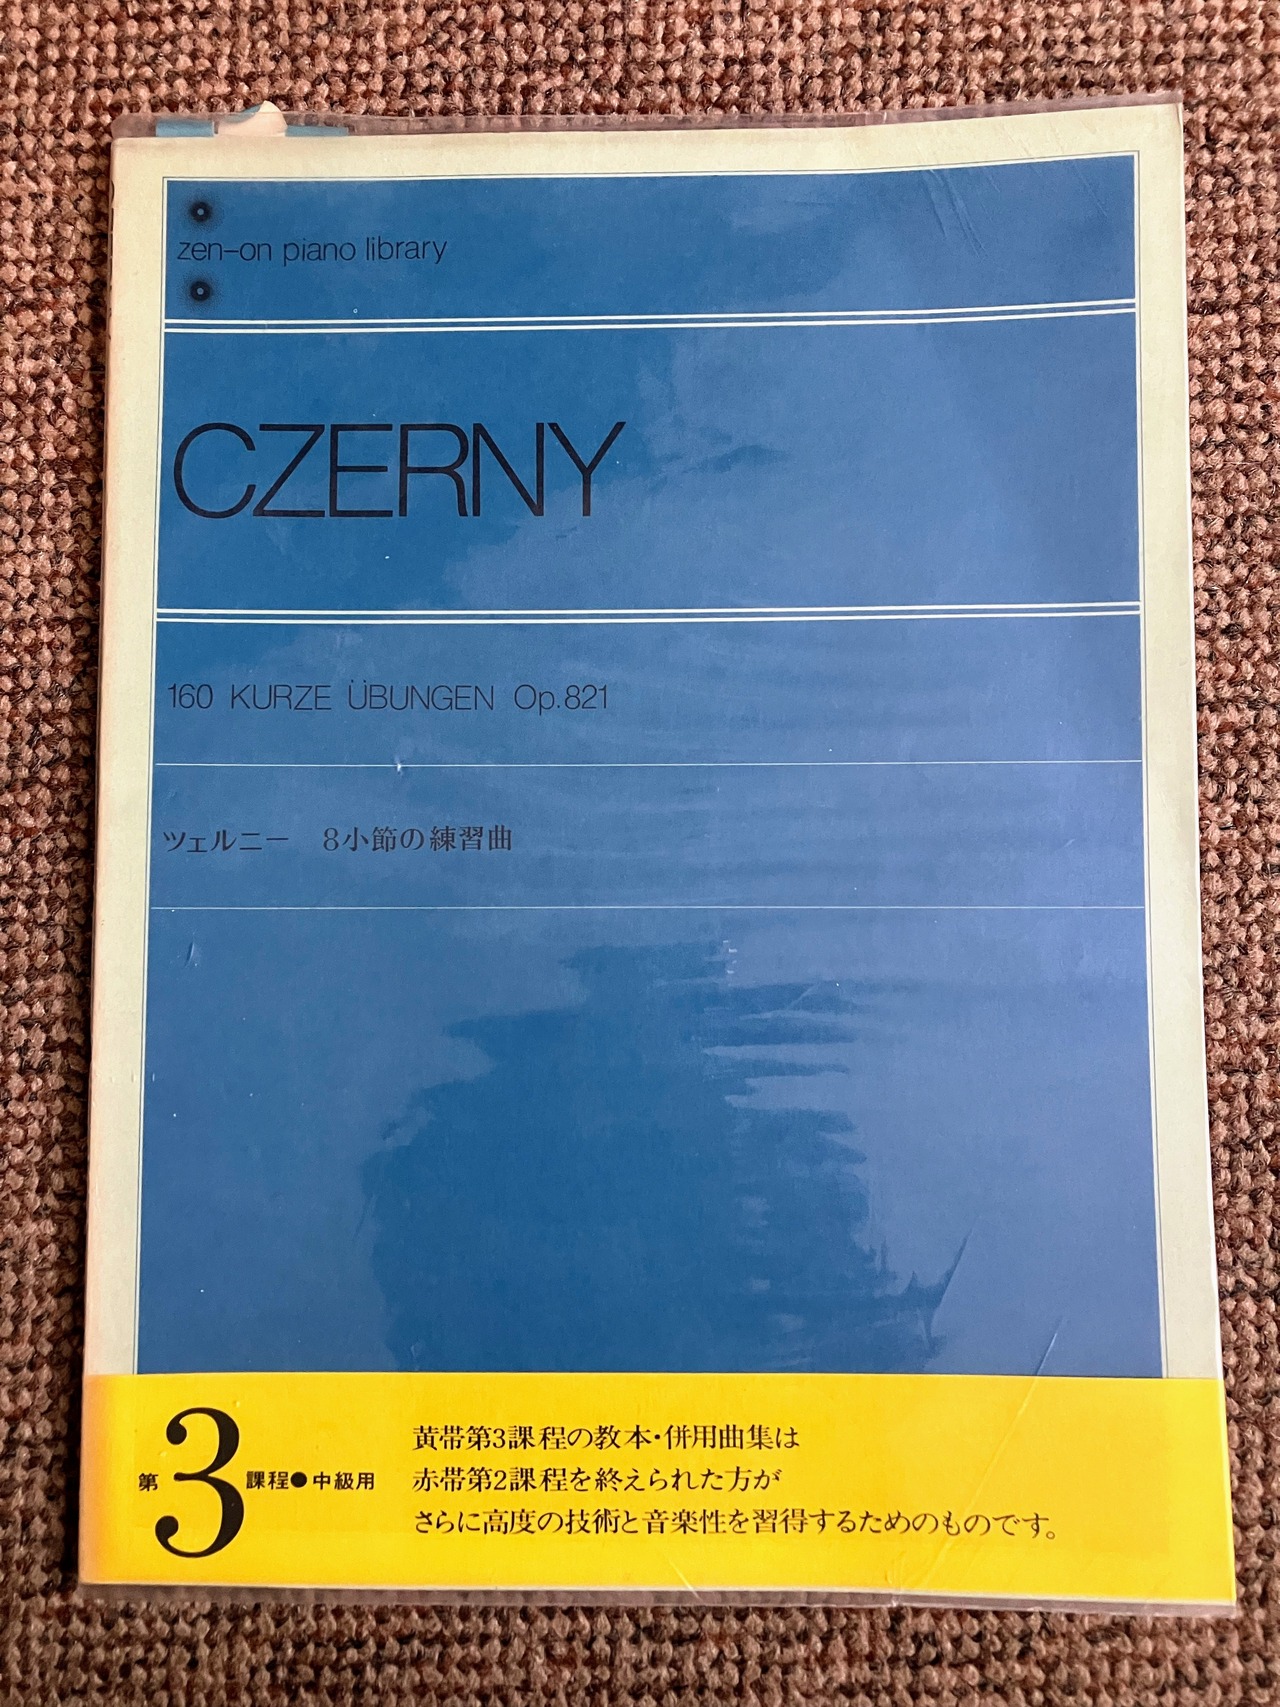 zen-on piano library
CZERNY
160 KURZE ÜBUNGEN Op.821
ツェルニー 8小節の練習曲
第3課程●中級用
黄帯第3課程の教本・併用曲集は
赤帯第2課程を終えられた方が
さらに高度の技術と音楽性を習得するためのものです。